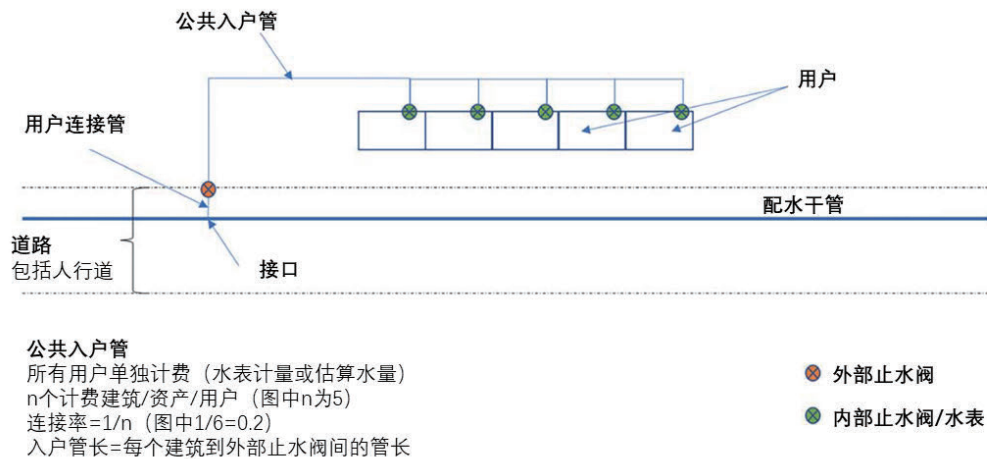 公共入户管
用户
用户连接管
配水干管
道路
包括人行道
接口
公共入户管
所有用户单独计费（水表计量或估算水量）
n个计费建筑/资产/用户（图中n为5）
连接率=1/n（图中1/6=0.2）
入户管长=每个建筑到外部止水阀间的管长
外部止水阀
内部止水阀/水表